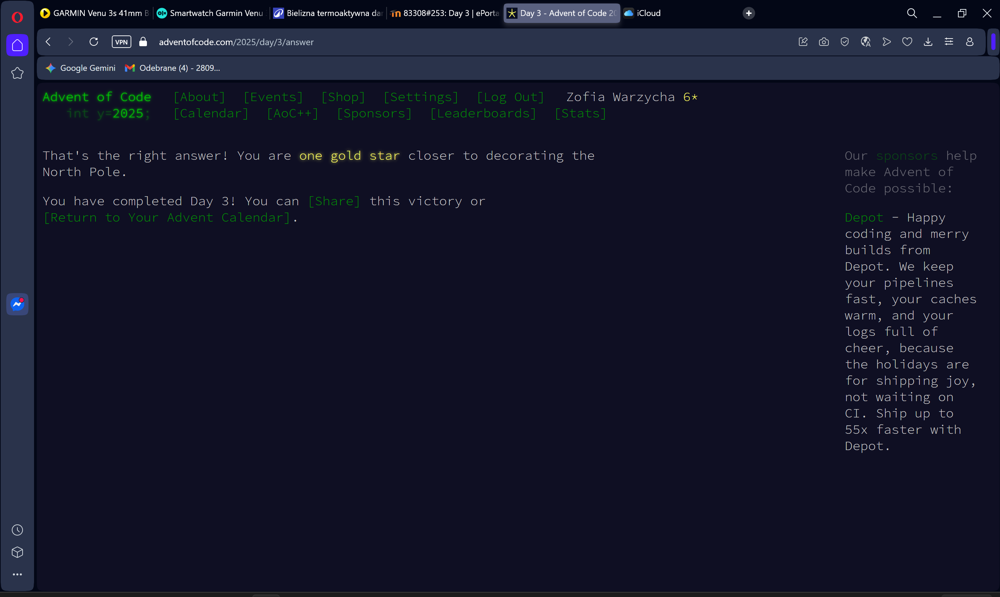 GARMIN Venu 3s 41mm B
Smartwatch Garmin Venu
Bielizna termoaktywna da
83308#253: Day 3 | ePorta
Day 3 - Advent of Code 20
iCloud
VPN
adventofcode.com/2025/day/3/answer
Google Gemini
Odebrane (4) - 2809...
Advent of Code [About] [Events] [Shop] [Settings] [Log Out] Zofia Warzycha 6*
int y=2025; [Calendar] [AoC++] [Sponsors] [Leaderboards] [Stats]
That's the right answer! You are one gold star closer to decorating the
North Pole.
You have completed Day 3! You can [Share] this victory or
[Return to Your Advent Calendar].
Our sponsors help
make Advent of
Code possible:
Depot - Happy
coding and merry
builds from
Depot. We keep
your pipelines
fast, your caches
warm, and your
logs full of
cheer, because
the holidays are
for shipping joy,
not waiting on
CI. Ship up to
55x faster with
Depot.